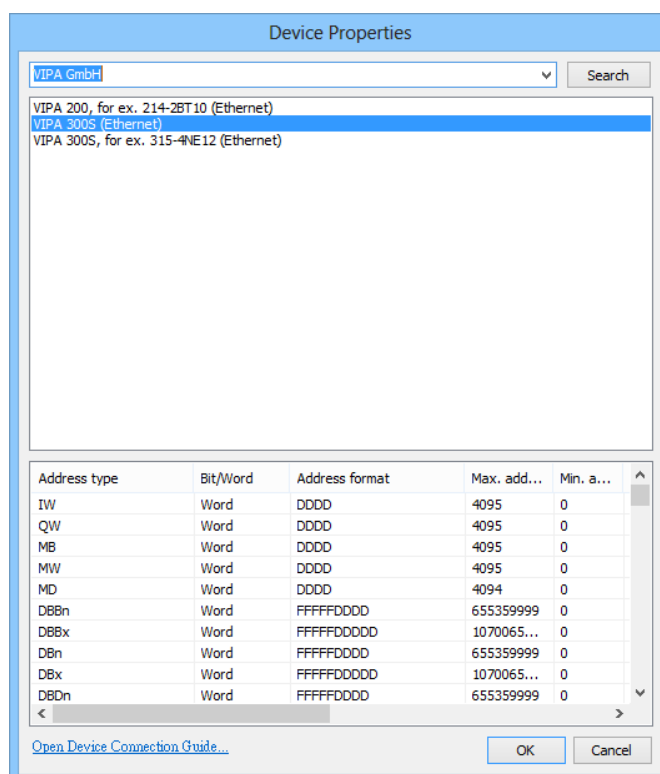 Device Properties
VIPA GmbH Search
VIPA 200, for ex. 214-2BT10 (Ethernet)
VIPA 300S (Ethernet)
VIPA 300S, for ex. 315-4NE12 (Ethernet)
Address type Bit/Word Address format Max. add... Min. a...
IW Word DDDD 4095 0
QW Word DDDD 4095 0
MB Word DDDD 4095 0
MW Word DDDD 4095 0
MD Word DDDD 4094 0
DBBn Word FFFFFDDDD 655359999 0
DBBx Word FFFFFDDDDD 1070065... 0
DBn Word FFFFFDDDD 655359999 0
DBx Word FFFFFDDDDD 1070065... 0
DBDn Word FFFFFDDDD 655359999 0
Open Device Connection Guide... OK Cancel